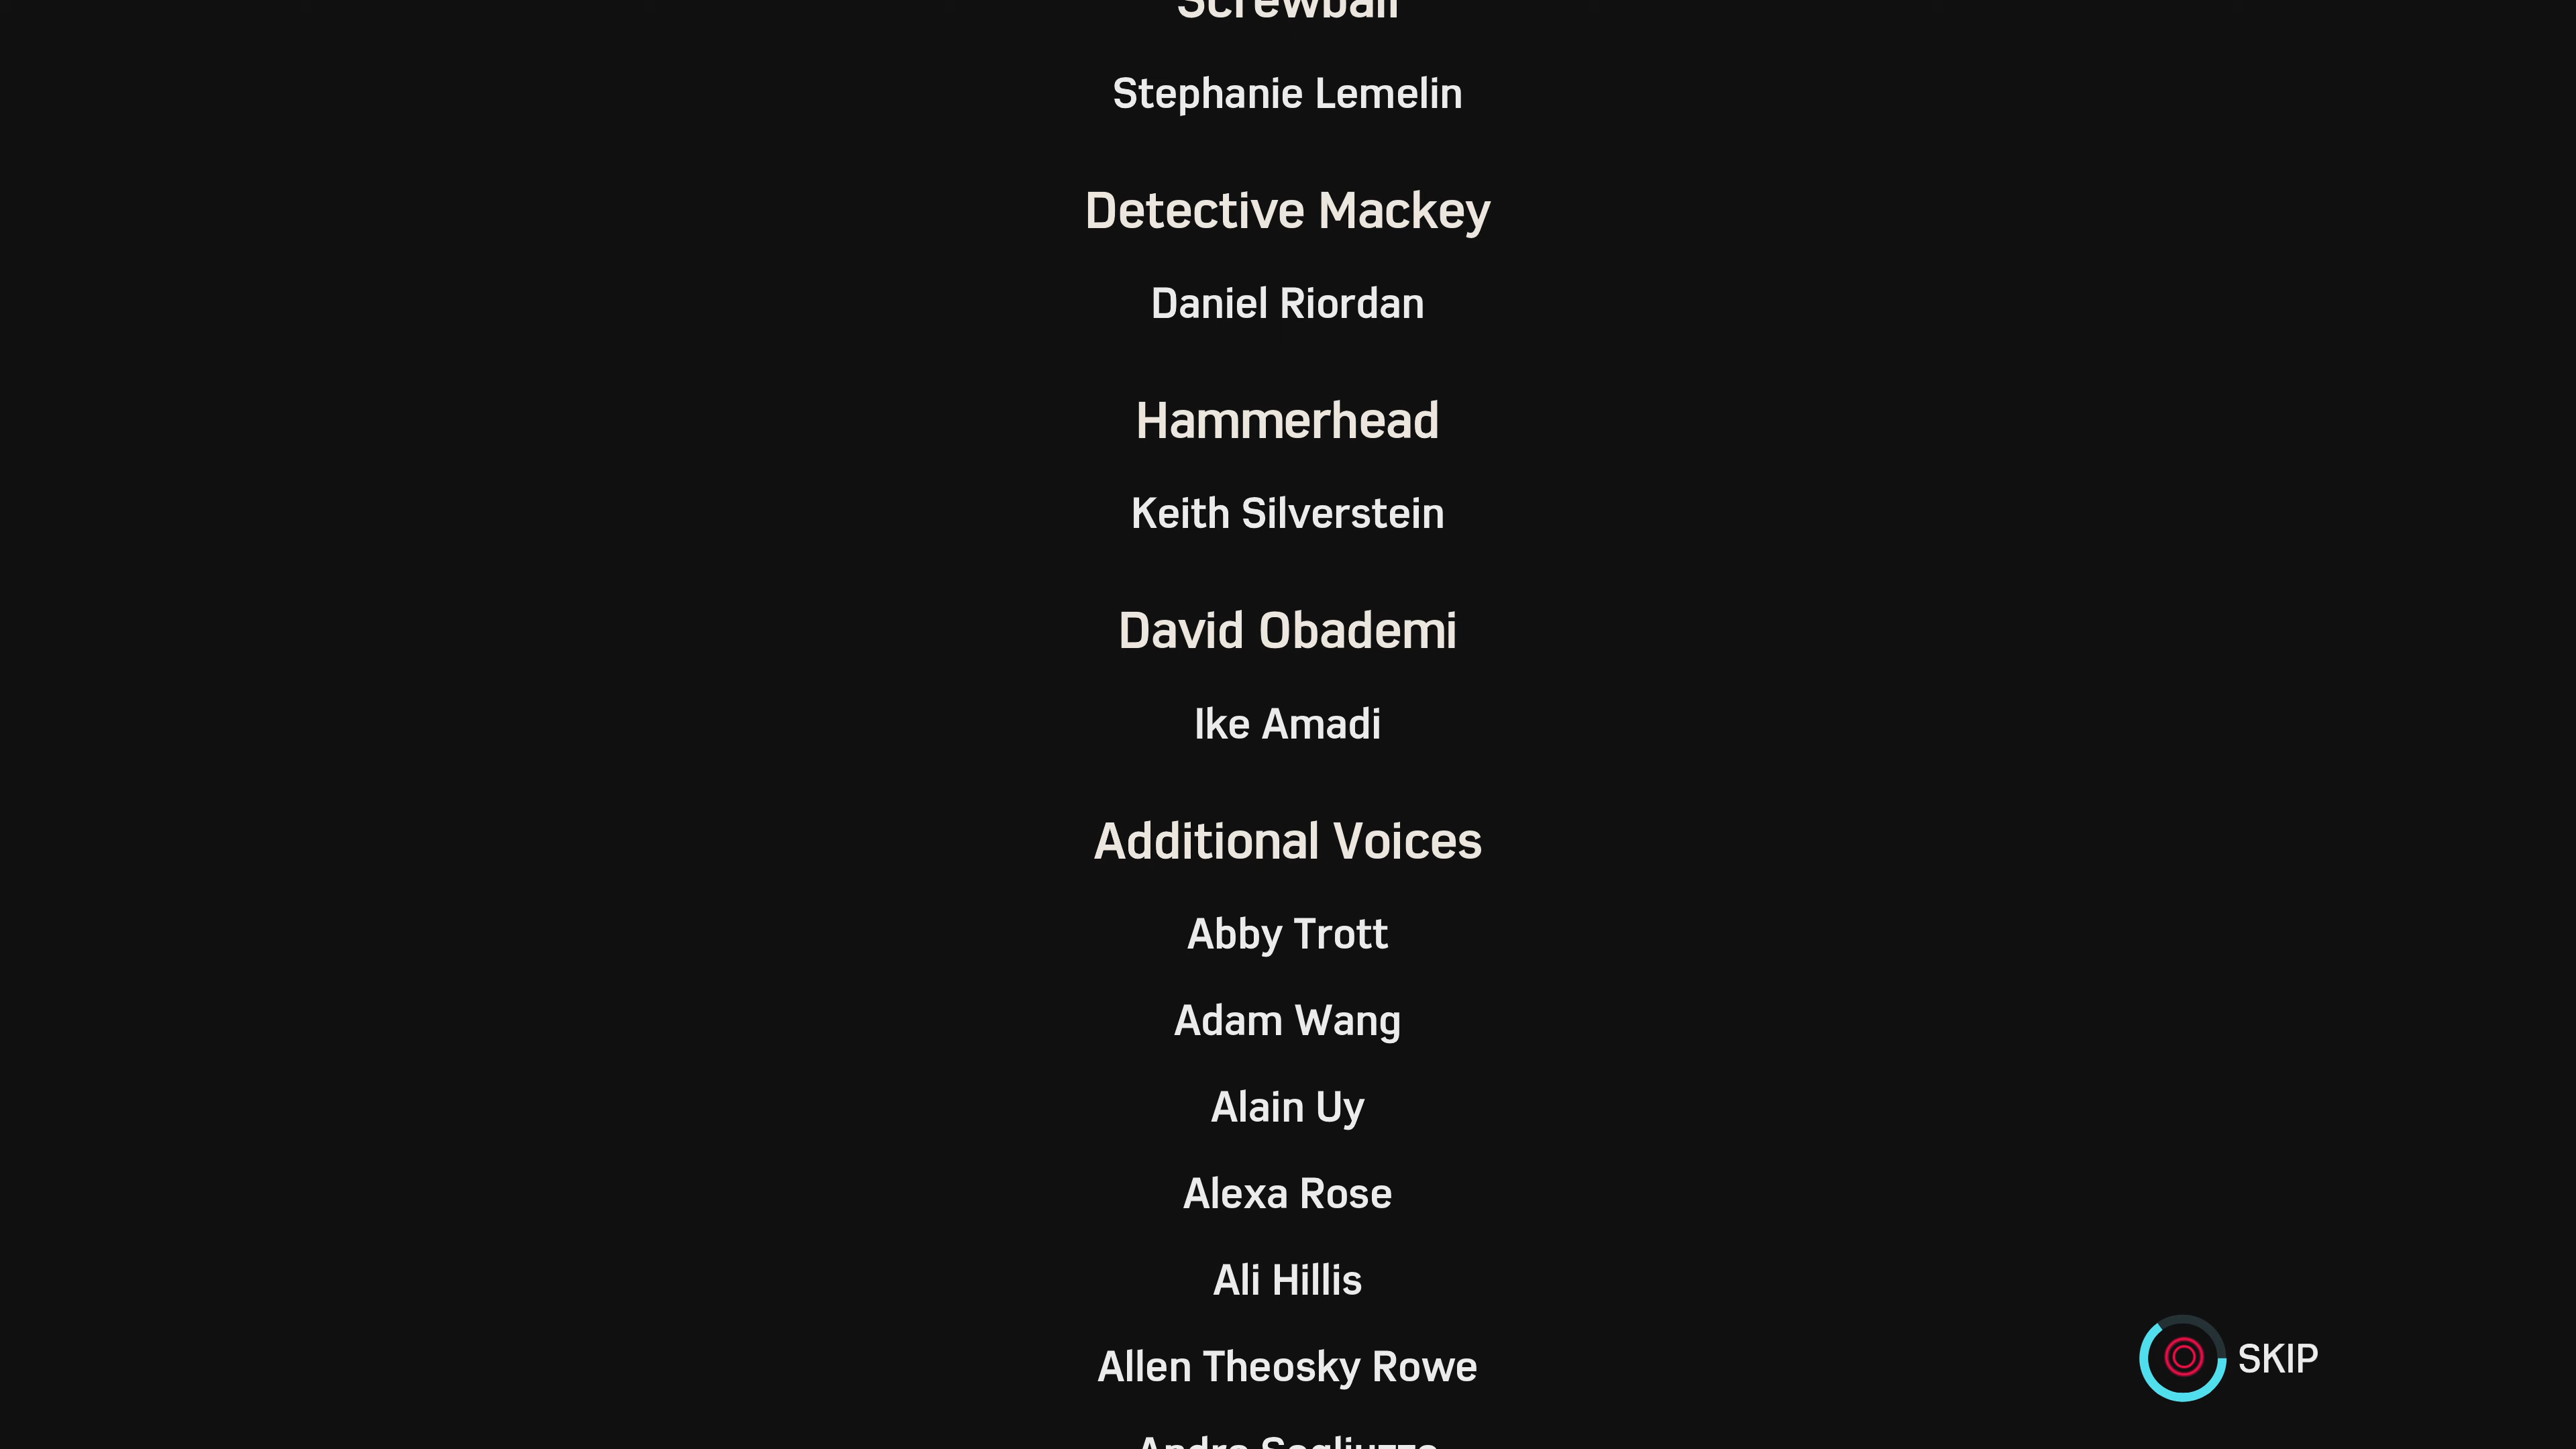 Screwball
Stephanie Lemelin
Detective Mackey
Daniel Riordan
Hammerhead
Keith Silverstein
David Obademi
Ike Amadi
Additional Voices
Abby Trott
Adam Wang
Alain Uy
Alexa Rose
Ali Hillis
Allen Theosky Rowe
SKIP